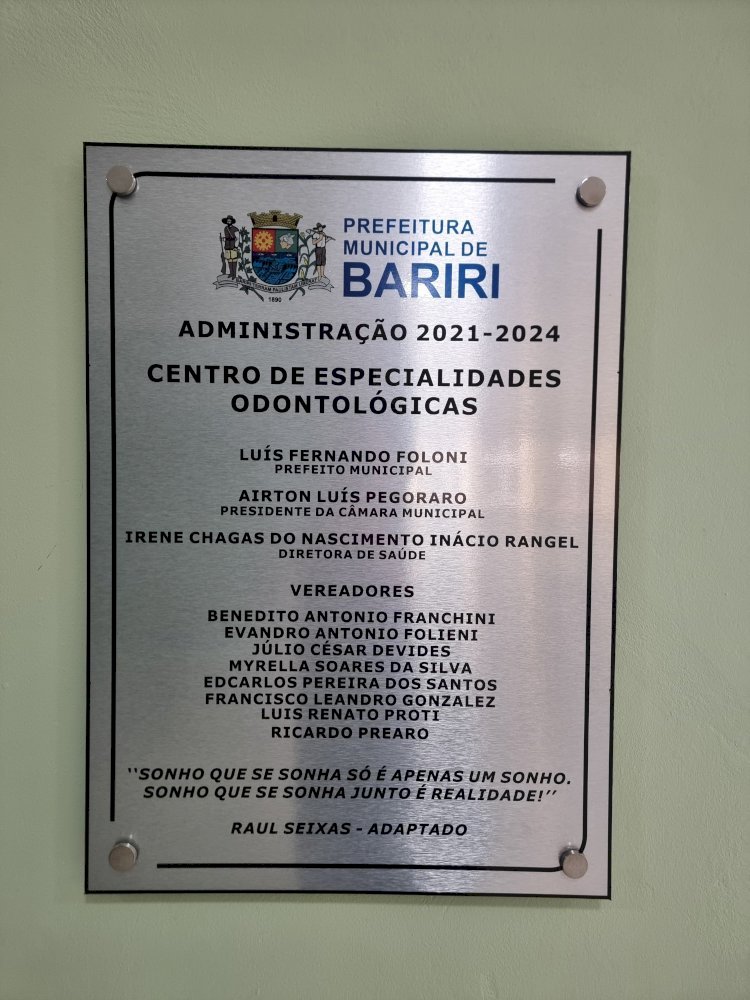 PREFEITURA
MUNICIPAL DE
BARIRI
1890
ADMINISTRAÇÃO 2021-2024
CENTRO DE ESPECIALIDADES
ODONTOLÓGICAS
LUÍS FERNANDO FOLONI
PREFEITO MUNICIPAL
AIRTON LUÍS PEGORARO
PRESIDENTE DA CÂMARA MUNICIPAL
IRENE CHAGAS DO NASCIMENTO INÁCIO RANGEL
DIRETORA DE SAÚDE
VEREADORES
BENEDITO ANTONIO FRANCHINI
EVANDRO ANTONIO FOLIENI
JÚLIO CÉSAR DEVIDES
MYRELLA SOARES DA SILVA
EDCARLOS PEREIRA DOS SANTOS
FRANCISCO LEANDRO GONZALEZ
LUIS RENATO PROTI
RICARDO PREARO
''SONHO QUE SE SONHA SÓ É APENAS UM SONHO.
SONHO QUE SE SONHA JUNTO É REALIDADE!''
RAUL SEIXAS - ADAPTADO